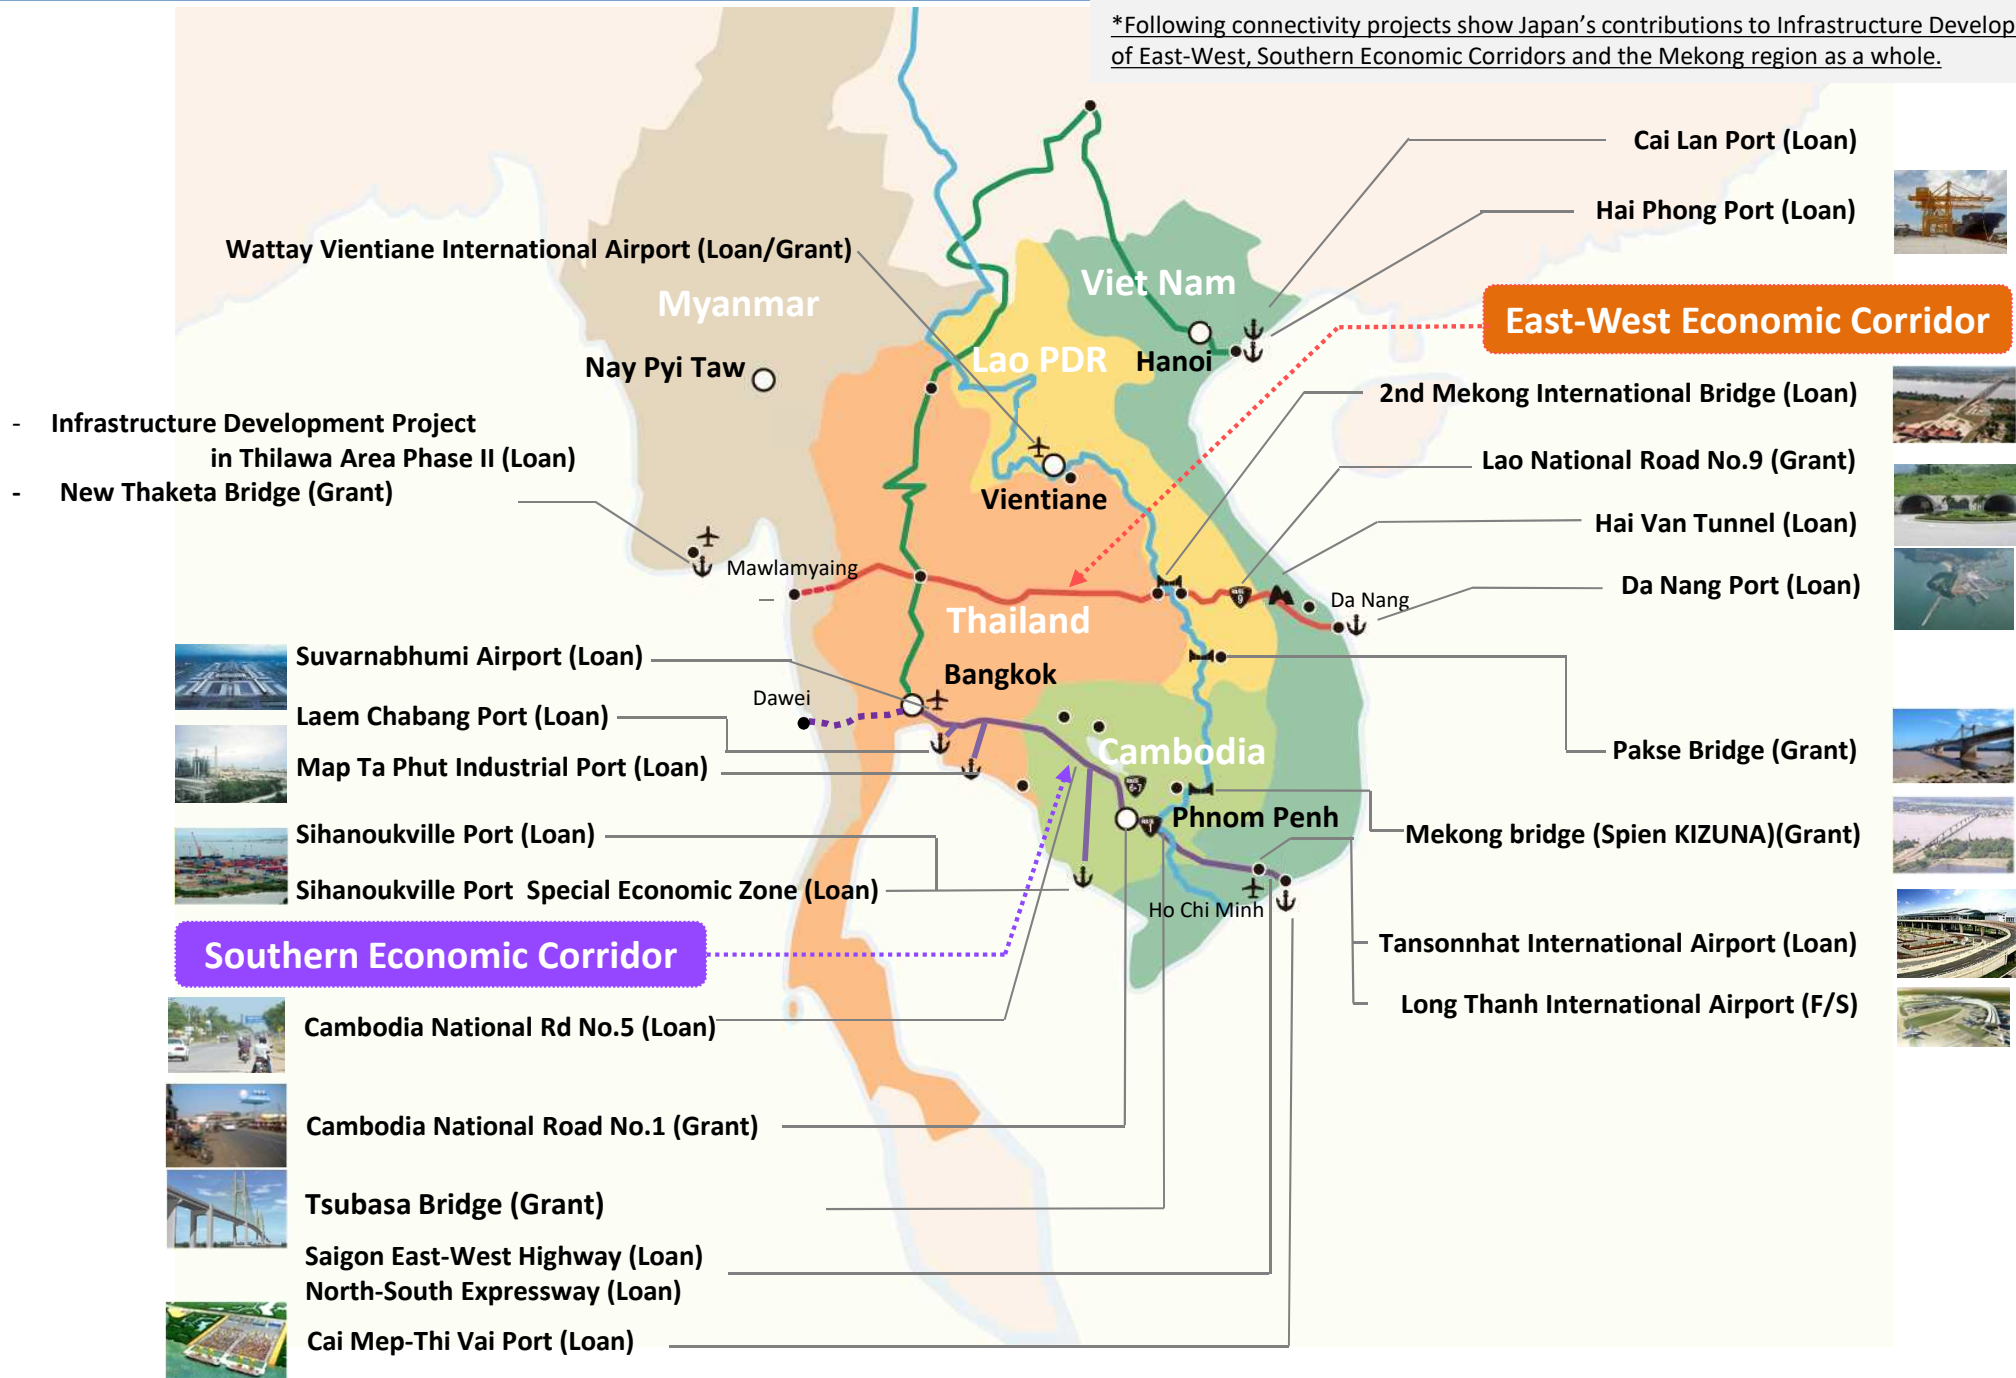 *Following connectivity projects show Japan's contributions to Infrastructure Develop
of East-West, Southern Economic Corridors and the Mekong region as a whole.
Cai Lan Port (Loan)
Hai Phong Port (Loan)
Wattay Vientiane International Airport (Loan/Grant)
Viet Nam
Myanmar
East-West Economic Corridor
Lao PDR
Hanoi
Nay Pyi Taw
2nd Mekong International Bridge (Loan)
- Infrastructure Development Project
in Thilawa Area Phase II (Loan)
- New Thaketa Bridge (Grant)
Lao National Road No.9 (Grant)
Vientiane
Hai Van Tunnel (Loan)
Mawlamyaing
Da Nang Port (Loan)
9
Da Nang
Thailand
Suvarnabhumi Airport (Loan)
Bangkok
Dawei
Laem Chabang Port (Loan)
Cambodia
Pakse Bridge (Grant)
Map Ta Phut Industrial Port (Loan)
6-7
Phnom Penh
1
Sihanoukville Port (Loan)
Mekong bridge (Spien KIZUNA)(Grant)
Sihanoukville Port Special Economic Zone (Loan)
Ho Chi Minh
Southern Economic Corridor
Tansonnhat International Airport (Loan)
Long Thanh International Airport (F/S)
Cambodia National Rd No.5 (Loan)
Cambodia National Road No.1 (Grant)
Tsubasa Bridge (Grant)
Saigon East-West Highway (Loan)
North-South Expressway (Loan)
Cai Mep-Thi Vai Port (Loan)